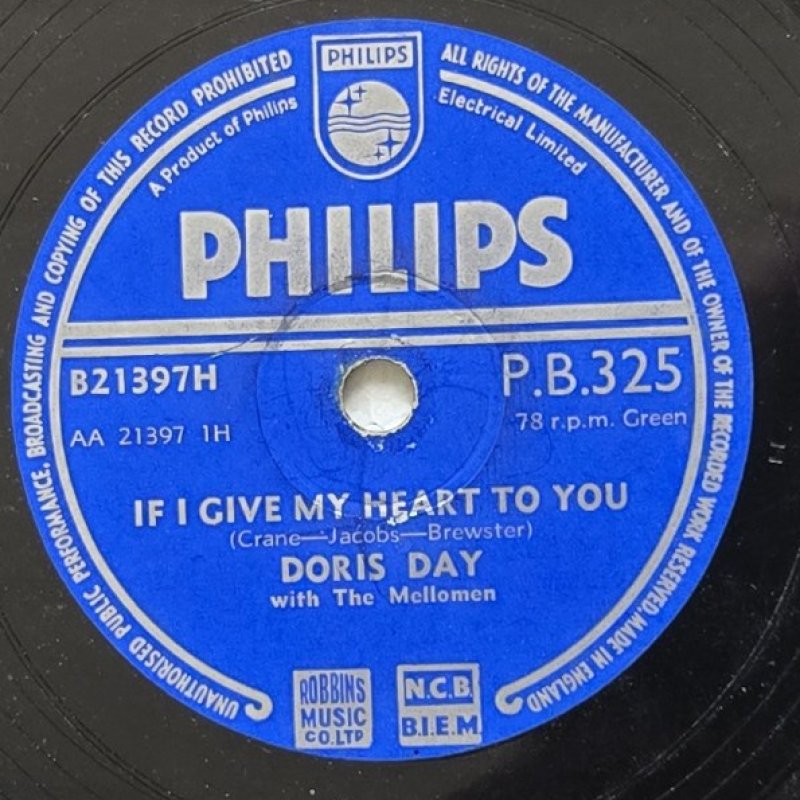 UNAUTHORISED PUBLIC PERFORMANCE, BROADCASTING AND COPYING OF THIS RECORD PROHIBITED
ALL RIGHTS OF THE MANUFACTURER AND OF THE OWNER OF THE RECORDED WORK RESERVED. MADE IN ENGLAND
PHILIPS
A Product of Philips
Electrical Limited
PHILIPS
B21397H
P.B.325
AA 21397 1H
78 r.p.m. Green
IF I GIVE MY HEART TO YOU
(Crane—Jacobs—Brewster)
DORIS DAY
with The Mellomen
ROBBINS
MUSIC
CO. LTP
N.C.B.
B.I.E.M.